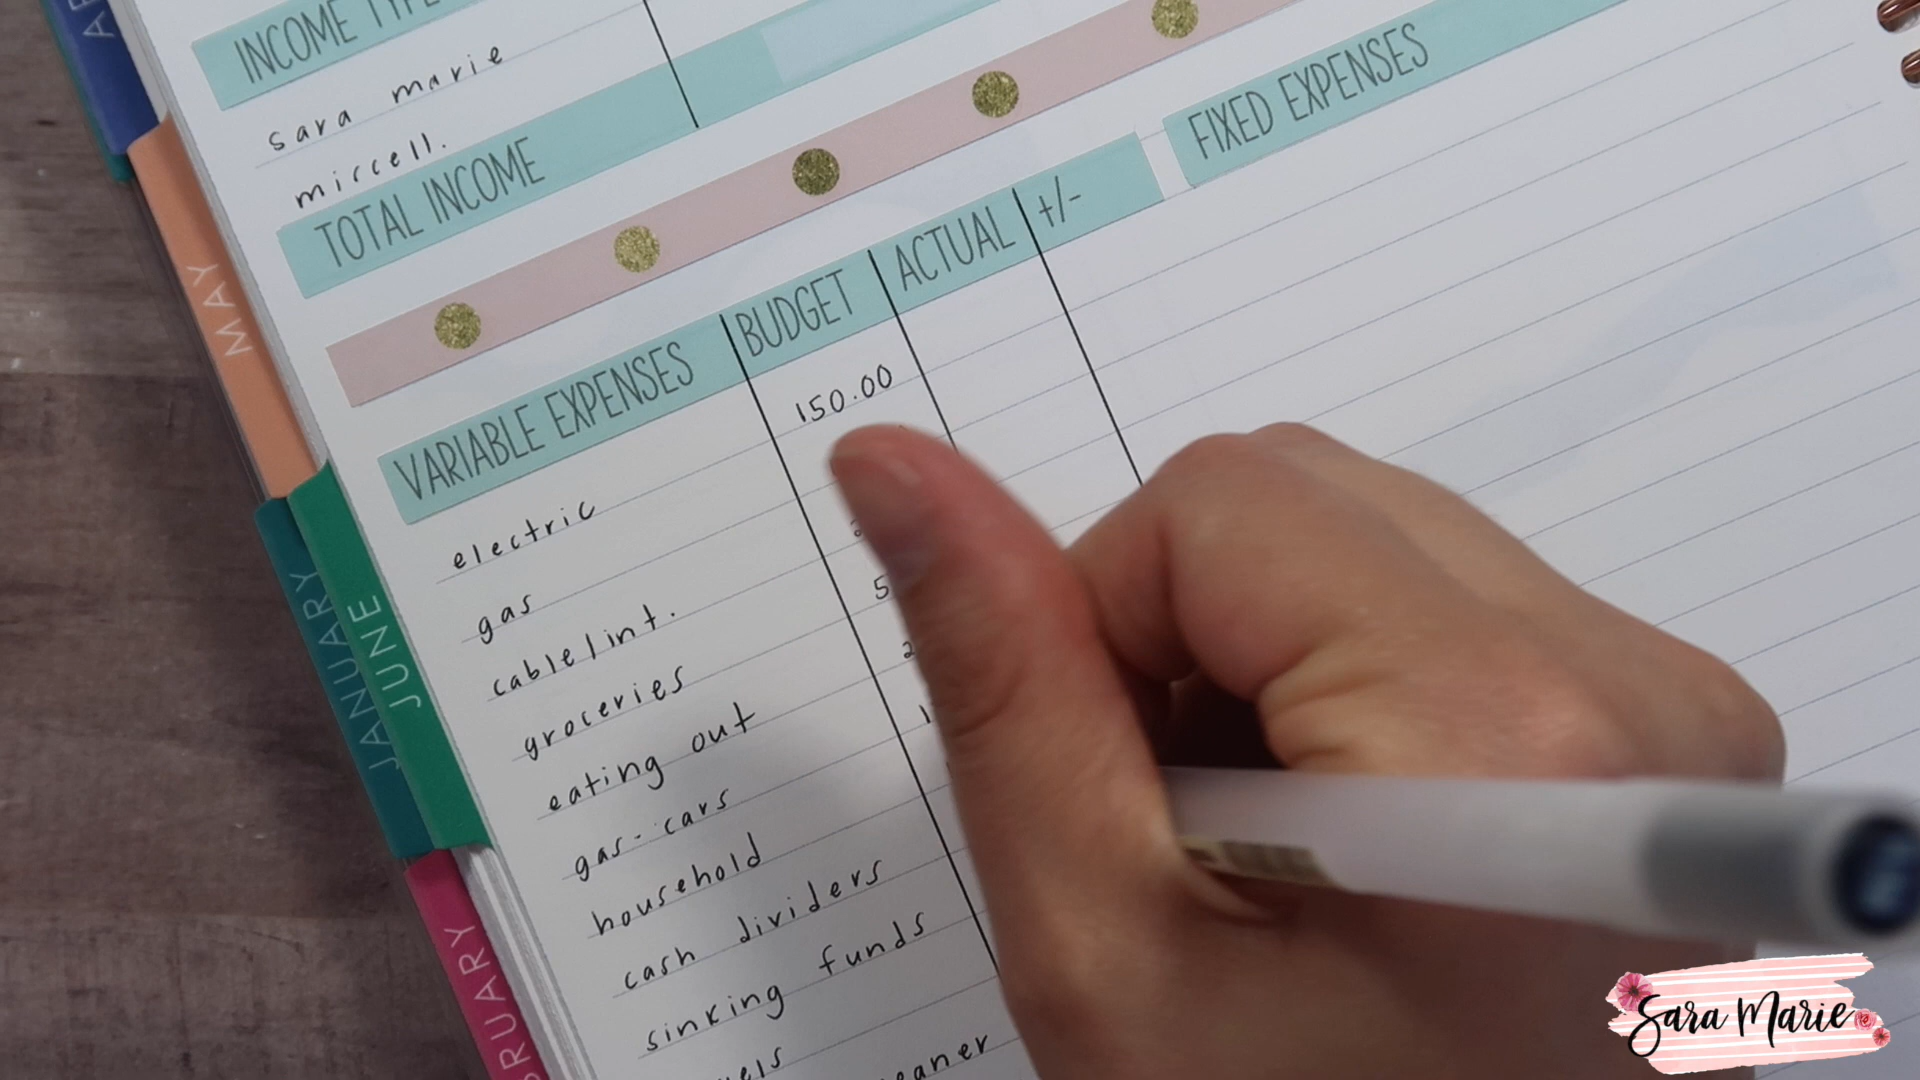 INCOME TYPE
sara marie
miscell.
TOTAL INCOME
VARIABLE EXPENSES BUDGET ACTUAL +/-
electric 150.00
gas
cable/int.
groceries
eating out
gas-cars
household
cash dividers
sinking funds
FIXED EXPENSES
MAY
JUNE
JANUARY
Sara Marie